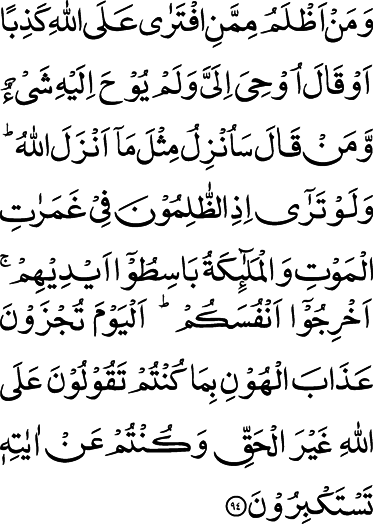 وَمَنۡ اَظۡلَمُ مِمَّنِ افۡتَرٰى عَلَى اللّٰهِ كَذِبًا
اَوۡ قَالَ اُوۡحِىَ اِلَىَّ وَلَمۡ يُوۡحَ اِلَيۡهِ شَىۡءٌ
وَّمَنۡ قَالَ سَاُنۡزِلُ مِثۡلَ مَاۤ اَنۡزَلَ اللّٰهُ‌ؕ
وَلَوۡ تَرٰٓى اِذِ الظّٰلِمُوۡنَ فِىۡ غَمَرٰتِ
الۡمَوۡتِ وَالۡمَلٰٓٮِٕكَةُ بَاسِطُوۡۤا اَيۡدِيۡهِمۡ‌ۚ
اَخۡرِجُوۡۤا اَنۡفُسَكُمُ‌ؕ اَلۡيَوۡمَ تُجۡزَوۡنَ
عَذَابَ الۡهُوۡنِ بِمَا كُنۡتُمۡ تَقُوۡلُوۡنَ عَلَى
اللّٰهِ غَيۡرَ الۡحَـقِّ وَكُنۡتُمۡ عَنۡ اٰيٰتِهٖ
تَسۡتَكۡبِرُوۡنَ ﴿۹۴﴾